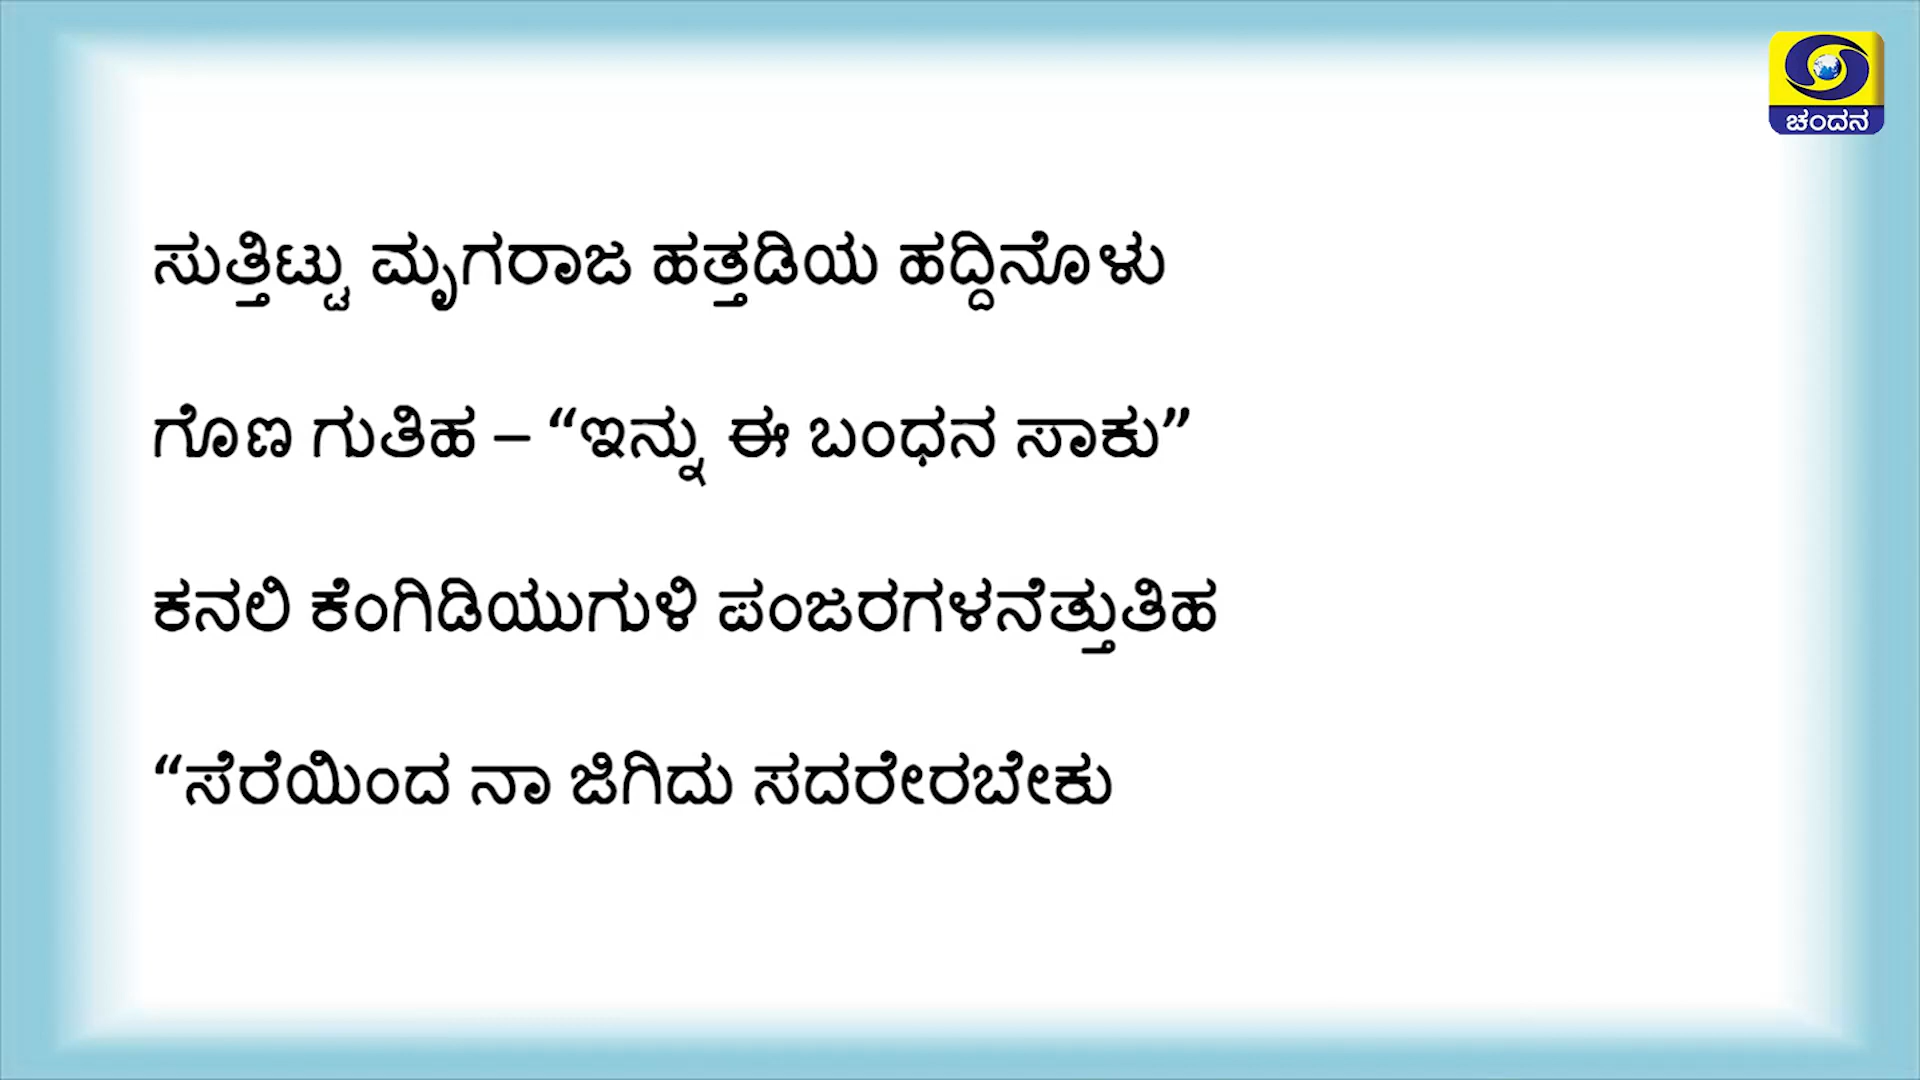 ಚಂದನ
ಸುತ್ತಿಟ್ಟು ಮೃಗರಾಜ ಹತ್ತಡಿಯ ಹದ್ದಿನೊಳು
ಗೊಣ ಗುತಿಹ – “ಇನ್ನು ಈ ಬಂಧನ ಸಾಕು”
ಕನಲಿ ಕೆಂಗಿಡಿಯುಗುಳಿ ಪಂಜರಗಳನೆತ್ತುತಿಹ
“ಸೆರೆಯಿಂದ ನಾ ಜಿಗಿದು ಸದರೇರಬೇಕು